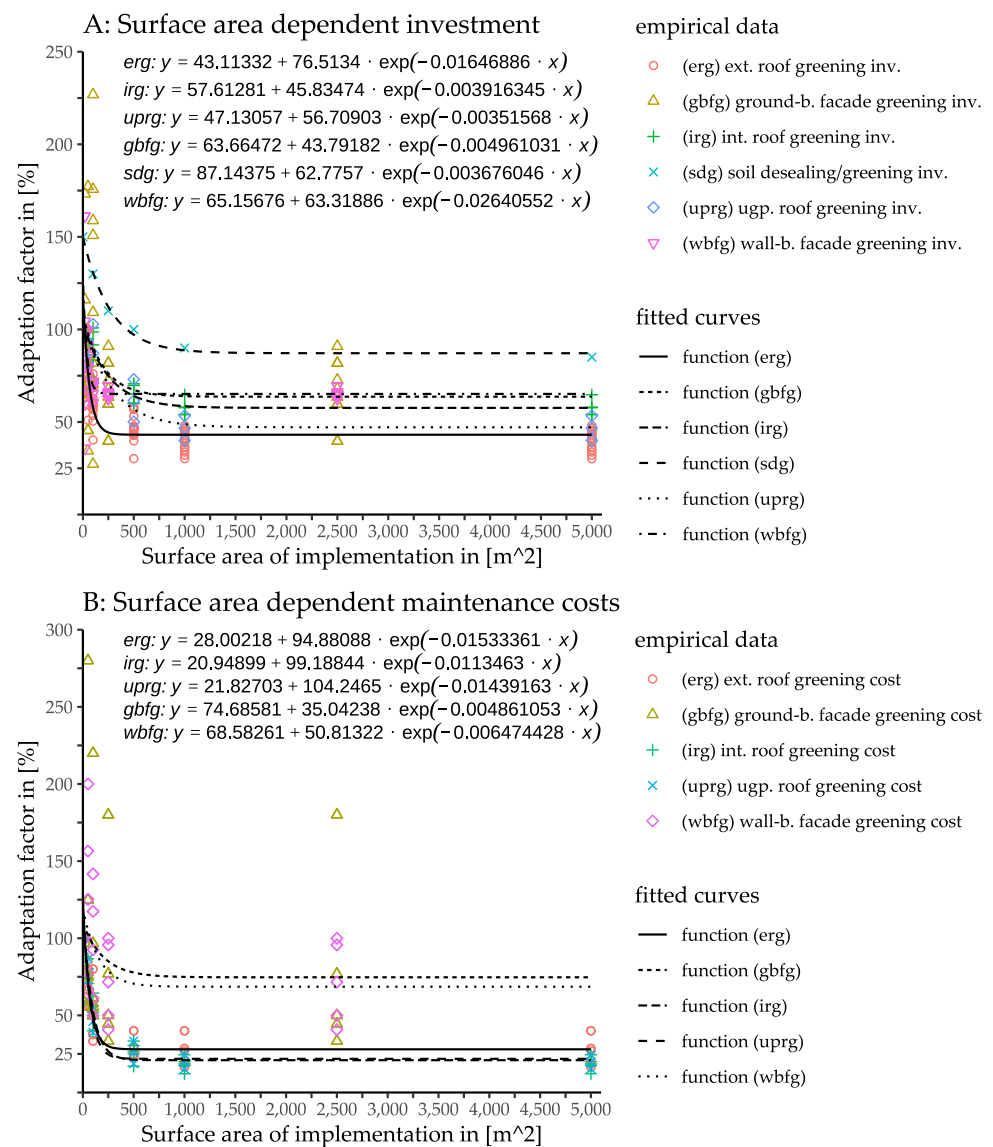 A: Surface area dependent investment
erg: y = 43.11332 + 76.5134 · exp(−0.01646886 · x)
irg: y = 57.61281 + 45.83474 · exp(−0.003916345 · x)
uprg: y = 47.13057 + 56.70903 · exp(−0.00351568 · x)
gbfg: y = 63.66472 + 43.79182 · exp(−0.004961031 · x)
sdg: y = 87.14375 + 62.7757 · exp(−0.003676046 · x)
wbfg: y = 65.15676 + 63.31886 · exp(−0.02640552 · x)
Adaptation factor in [%]
250
200
150
100
50
25
0 500 1,000 1,500 2,000 2,500 3,000 3,500 4,000 4,500 5,000
Surface area of implementation in [m^2]
empirical data
(erg) ext. roof greening inv.
(gbfg) ground-b. facade greening inv.
(irg) int. roof greening inv.
(sdg) soil desealing/greening inv.
(uprg) ugp. roof greening inv.
(wbfg) wall-b. facade greening inv.
fitted curves
function (erg)
function (gbfg)
function (irg)
function (sdg)
function (uprg)
function (wbfg)
B: Surface area dependent maintenance costs
erg: y = 28.00218 + 94.88088 · exp(−0.01533361 · x)
irg: y = 20.94899 + 99.18844 · exp(−0.0113463 · x)
uprg: y = 21.82703 + 104.2465 · exp(−0.01439163 · x)
gbfg: y = 74.68581 + 35.04238 · exp(−0.004861053 · x)
wbfg: y = 68.58261 + 50.81322 · exp(−0.006474428 · x)
Adaptation factor in [%]
300
250
200
150
100
50
25
0 500 1,000 1,500 2,000 2,500 3,000 3,500 4,000 4,500 5,000
Surface area of implementation in [m^2]
empirical data
(erg) ext. roof greening cost
(gbfg) ground-b. facade greening cost
(irg) int. roof greening cost
(uprg) ugp. roof greening cost
(wbfg) wall-b. facade greening cost
fitted curves
function (erg)
function (gbfg)
function (irg)
function (uprg)
function (wbfg)